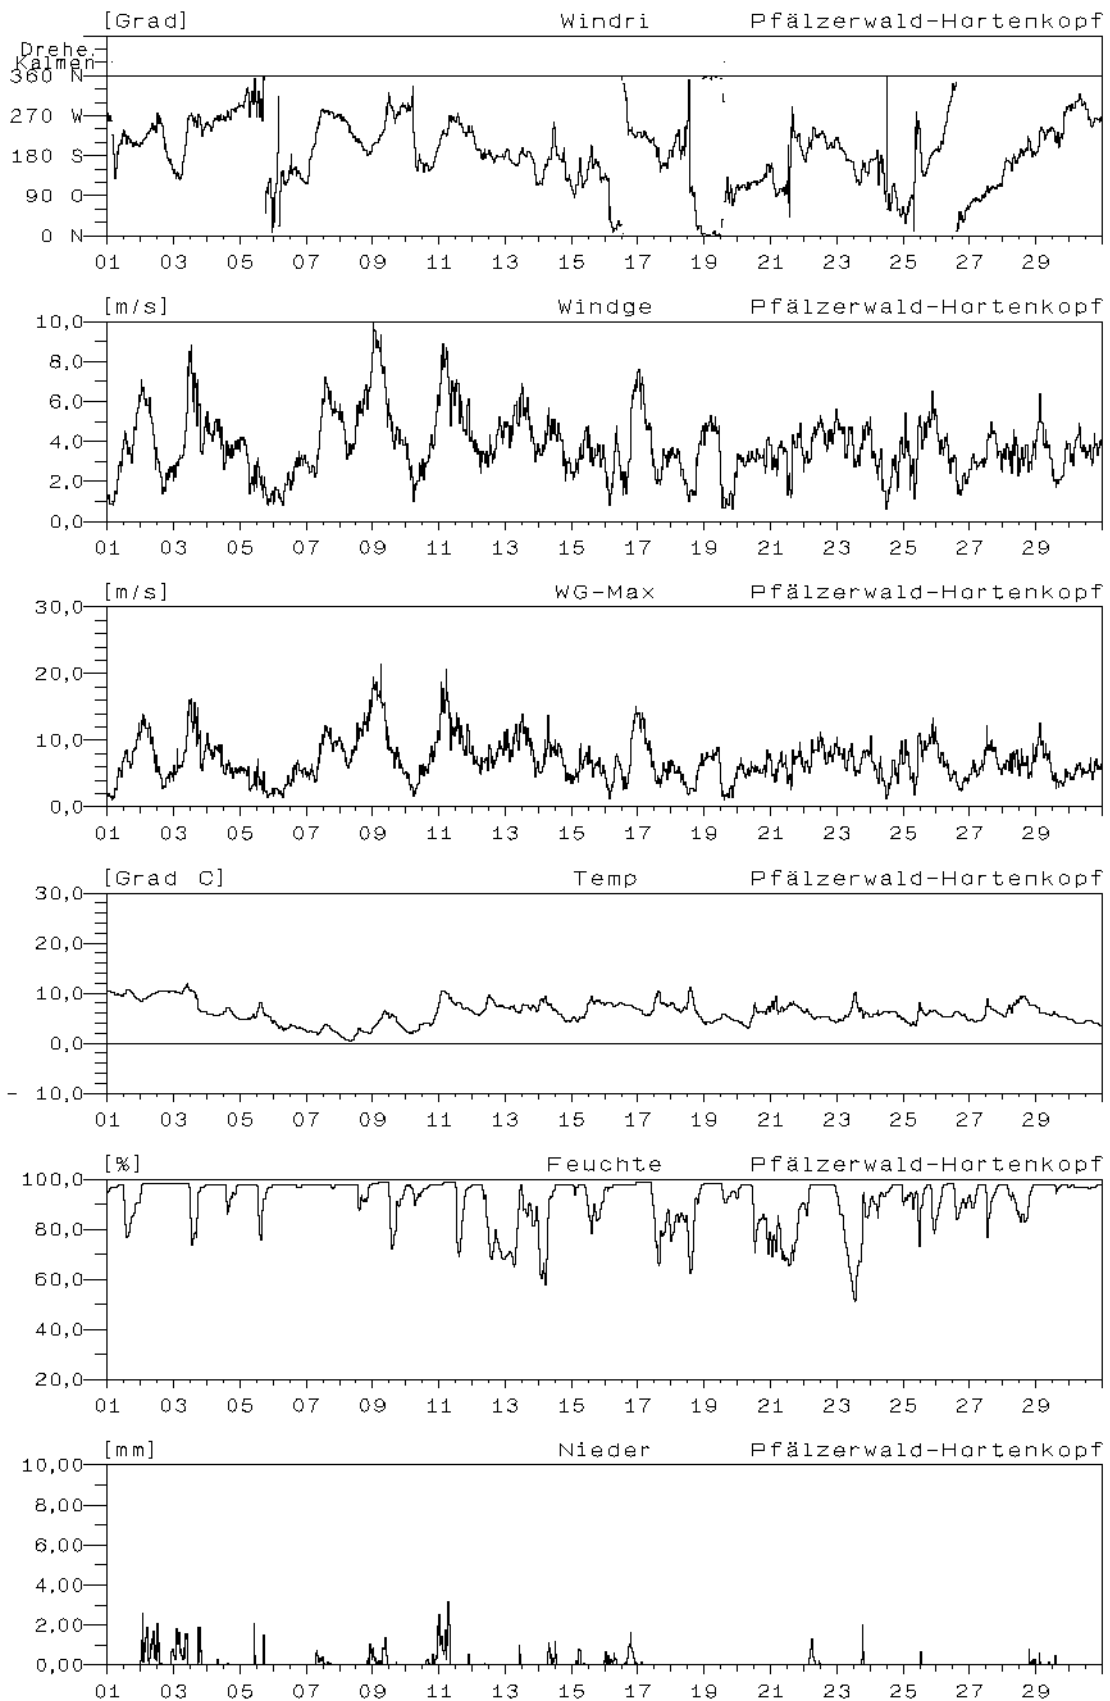 [Grad] Windri Pfälzerwald-Hortenkopf
Drehe.
Kalmen
360 N
270 W
180 S
90 O
0 N
01 03 05 07 09 11 13 15 17 19 21 23 25 27 29
[m/s] Windge Pfälzerwald-Hortenkopf
10,0
8,0
6,0
4,0
2,0
0,0
01 03 05 07 09 11 13 15 17 19 21 23 25 27 29
[m/s] WG-Max Pfälzerwald-Hortenkopf
30,0
20,0
10,0
0,0
01 03 05 07 09 11 13 15 17 19 21 23 25 27 29
[Grad C] Temp Pfälzerwald-Hortenkopf
30,0
20,0
10,0
0,0
- 10,0
01 03 05 07 09 11 13 15 17 19 21 23 25 27 29
[%] Feuchte Pfälzerwald-Hortenkopf
100,0
80,0
60,0
40,0
20,0
01 03 05 07 09 11 13 15 17 19 21 23 25 27 29
[mm] Nieder Pfälzerwald-Hortenkopf
10,00
8,00
6,00
4,00
2,00
0,00
01 03 05 07 09 11 13 15 17 19 21 23 25 27 29